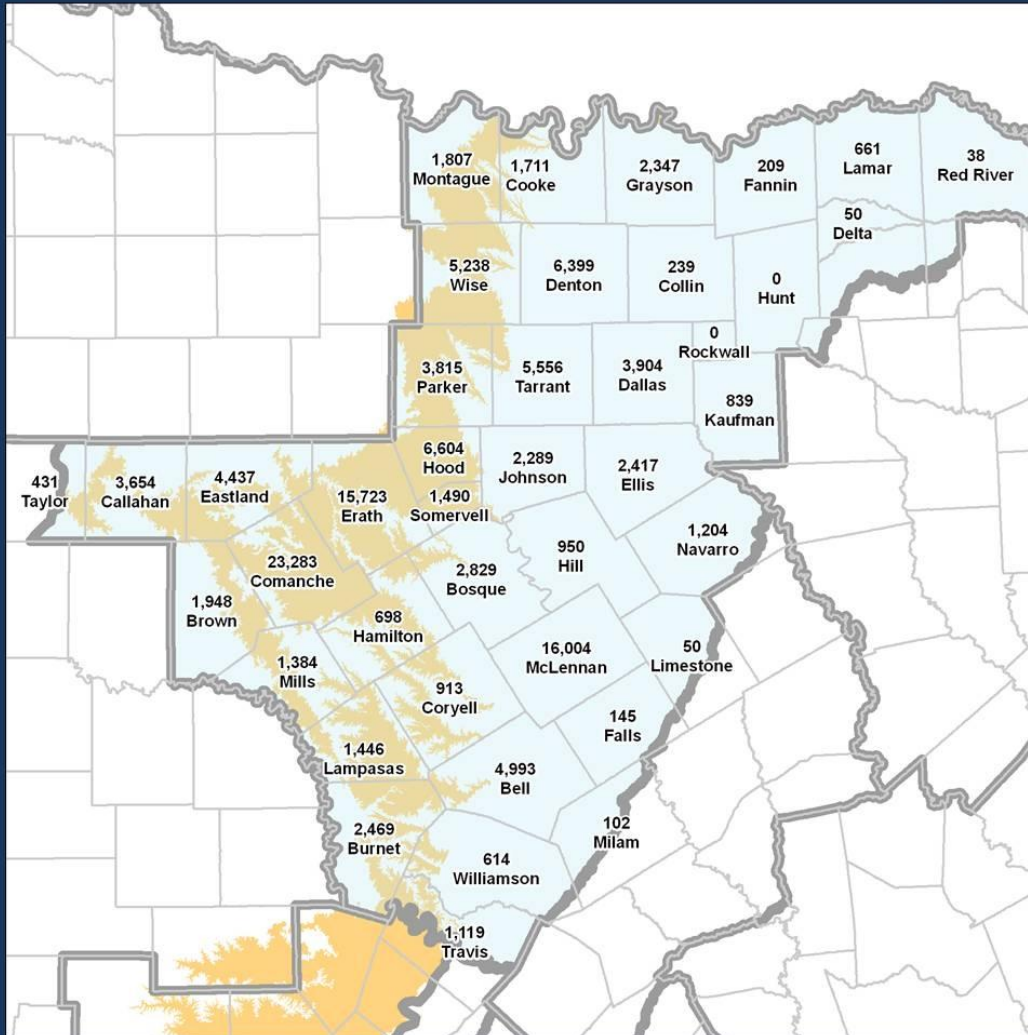 1,807
Montague
1,711
Cooke
2,347
Grayson
209
Fannin
661
Lamar
38
Red River
50
Delta
5,238
Wise
6,399
Denton
239
Collin
0
Hunt
0
Rockwall
3,815
Parker
5,556
Tarrant
3,904
Dallas
839
Kaufman
431
Taylor
3,654
Callahan
4,437
Eastland
15,723
Erath
6,604
Hood
1,490
Somervell
2,289
Johnson
2,417
Ellis
1,204
Navarro
23,283
Comanche
2,829
Bosque
950
Hill
1,948
Brown
698
Hamilton
16,004
McLennan
50
Limestone
1,384
Mills
913
Coryell
145
Falls
1,446
Lampasas
4,993
Bell
102
Milam
2,469
Burnet
614
Williamson
1,119
Travis